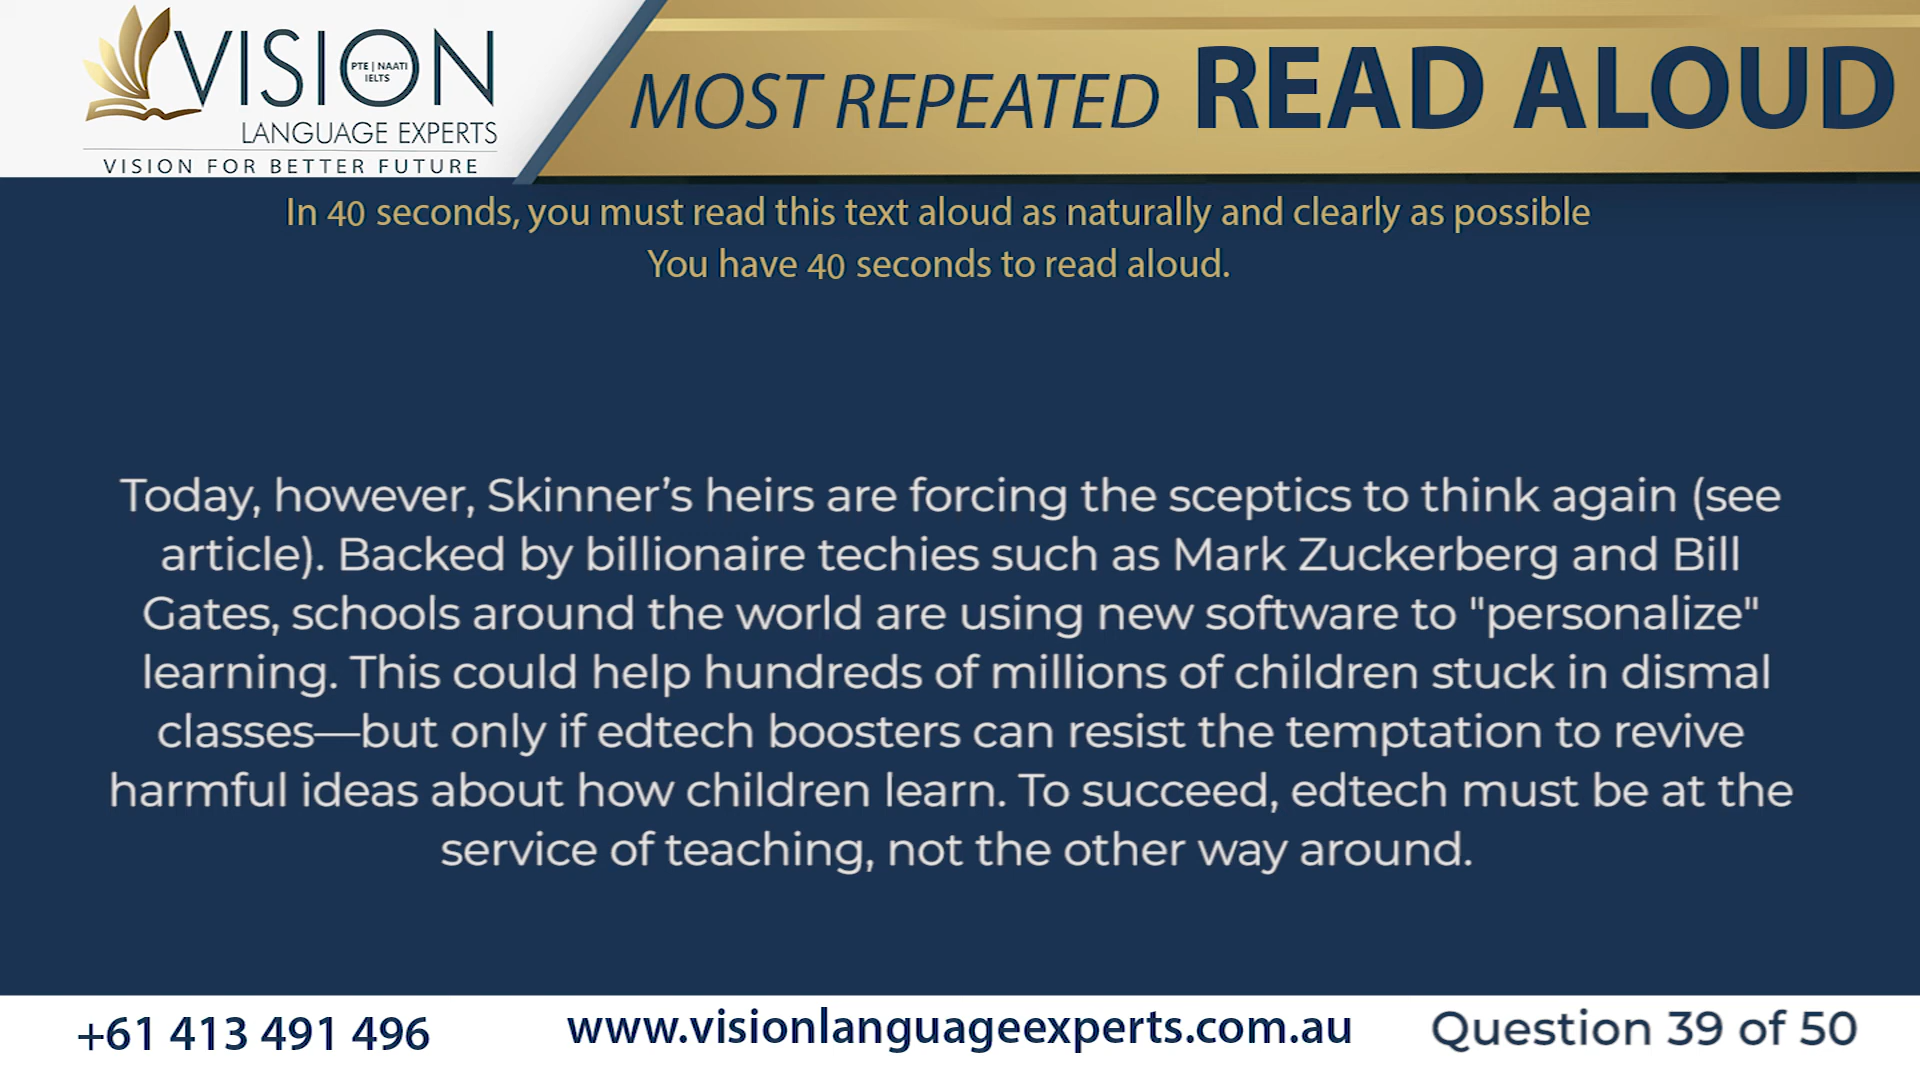 VISION
PTE | NAATI
IELTS
LANGUAGE EXPERTS
VISION FOR BETTER FUTURE
MOST REPEATED READ ALOUD
In 40 seconds, you must read this text aloud as naturally and clearly as possible
You have 40 seconds to read aloud.
Today, however, Skinner’s heirs are forcing the sceptics to think again (see
article). Backed by billionaire techies such as Mark Zuckerberg and Bill
Gates, schools around the world are using new software to "personalize"
learning. This could help hundreds of millions of children stuck in dismal
classes—but only if edtech boosters can resist the temptation to revive
harmful ideas about how children learn. To succeed, edtech must be at the
service of teaching, not the other way around.
+61 413 491 496
www.visionlanguageexperts.com.au
Question 39 of 50